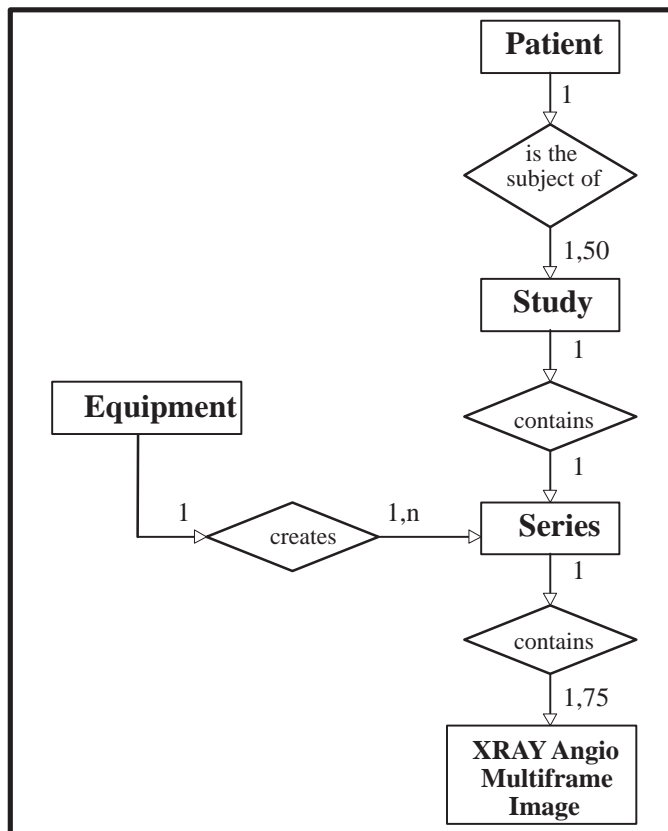 Patient
1
is the
subject of
1,50
Study
1
Equipment
contains
1
1
creates
1,n
Series
1
contains
1,75
XRAY Angio
Multiframe
Image